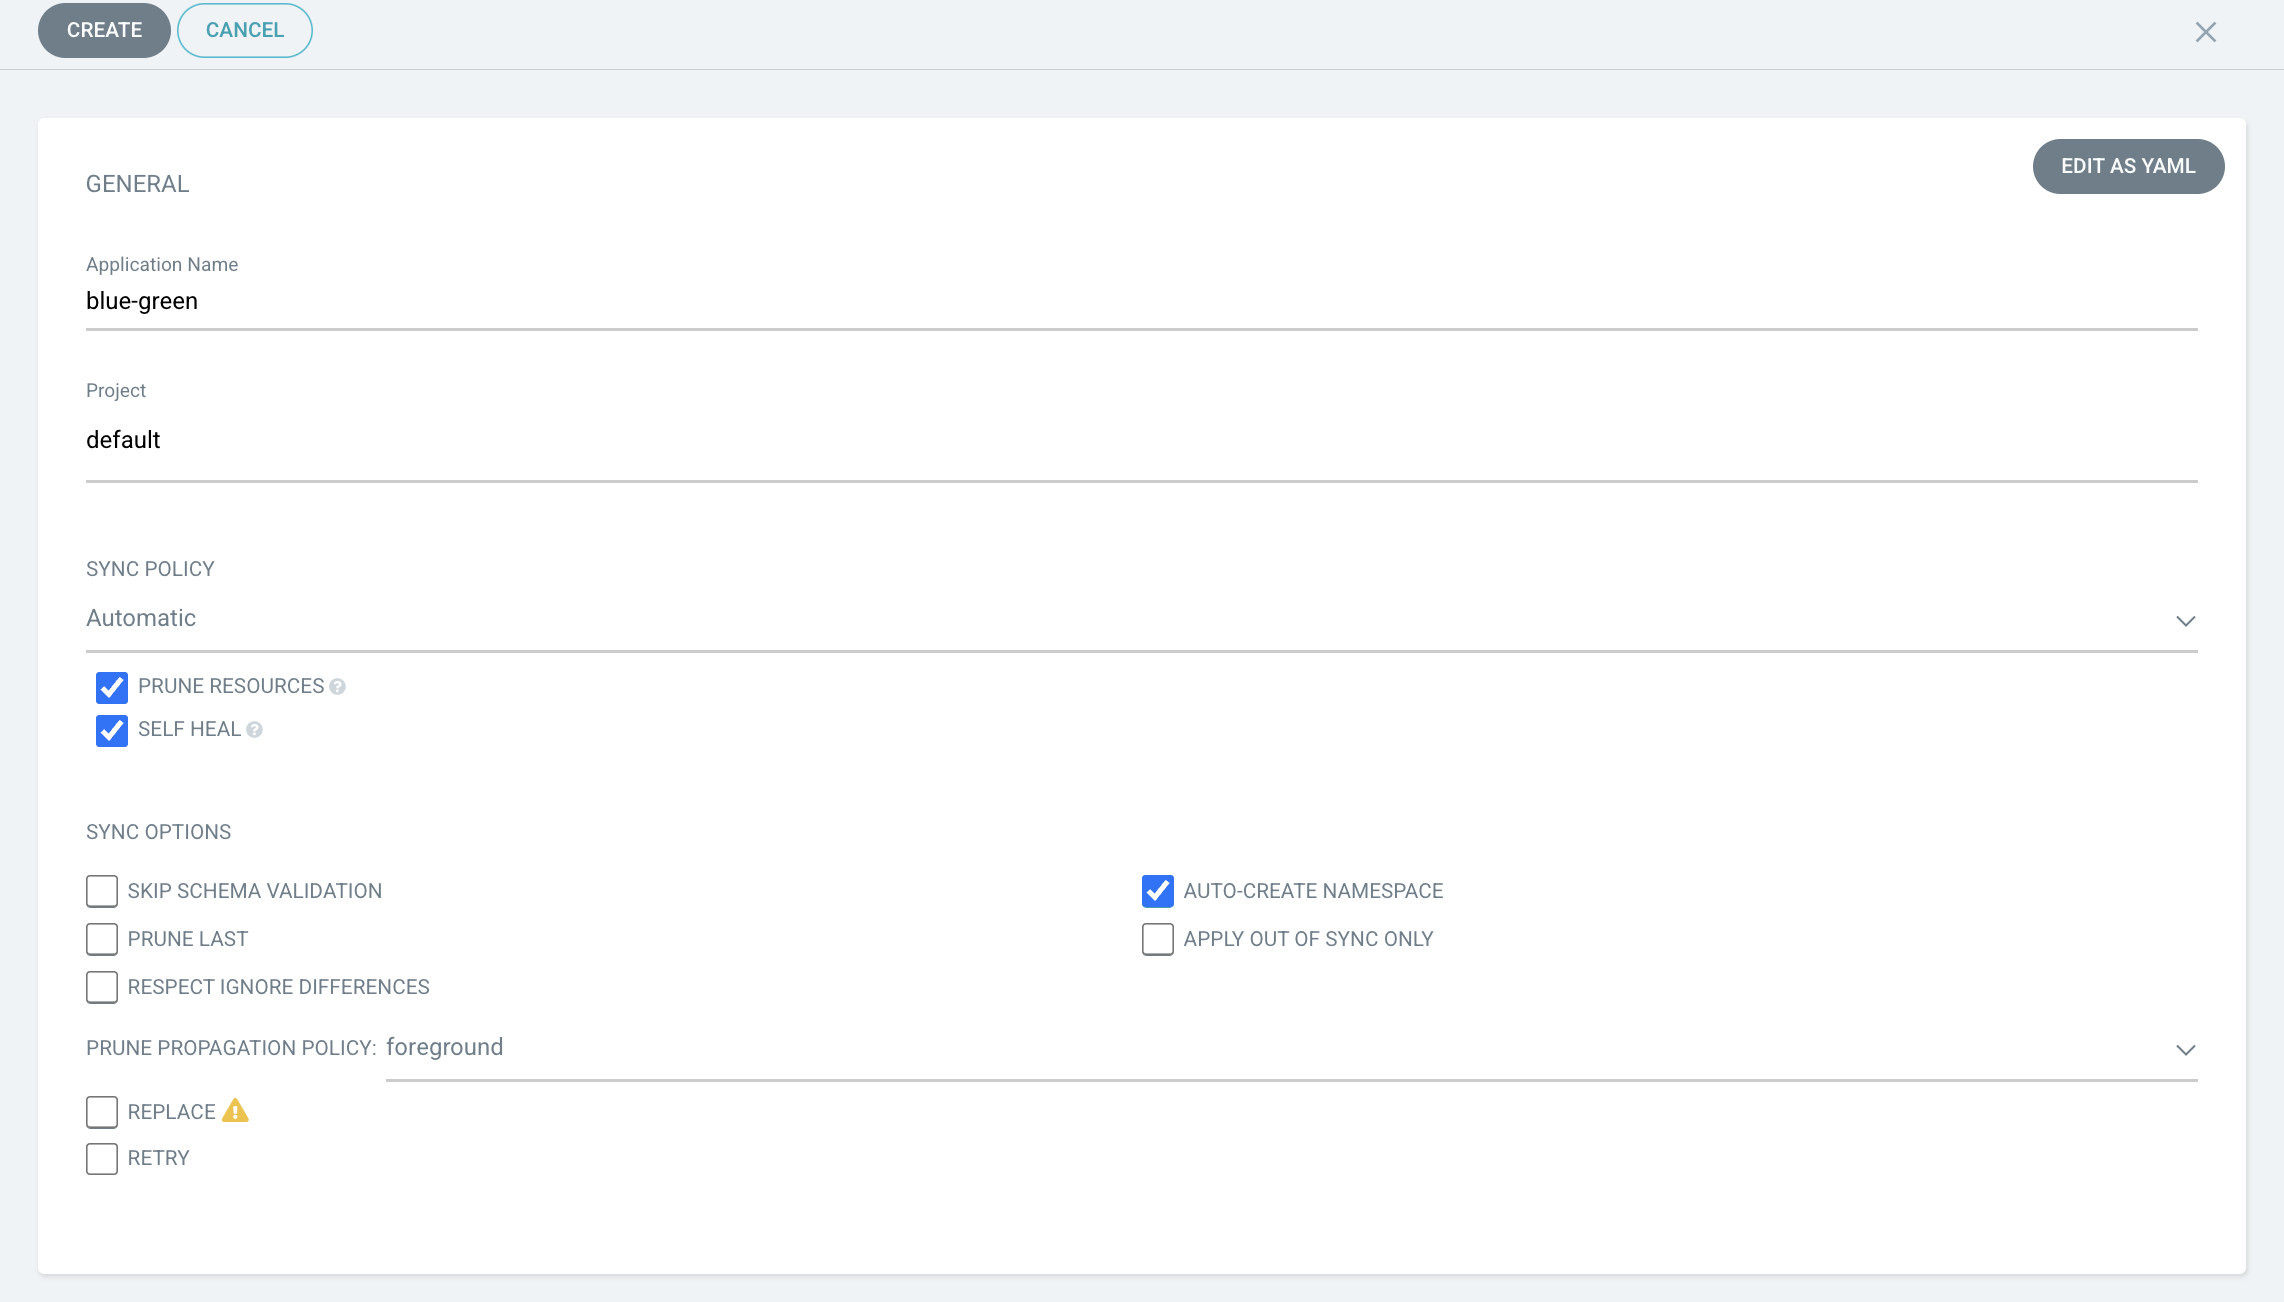 CREATE CANCEL
GENERAL
EDIT AS YAML
Application Name
blue-green
Project
default
SYNC POLICY
Automatic
PRUNE RESOURCES ?
SELF HEAL ?
SYNC OPTIONS
SKIP SCHEMA VALIDATION
AUTO-CREATE NAMESPACE
PRUNE LAST
APPLY OUT OF SYNC ONLY
RESPECT IGNORE DIFFERENCES
PRUNE PROPAGATION POLICY: foreground
REPLACE
RETRY